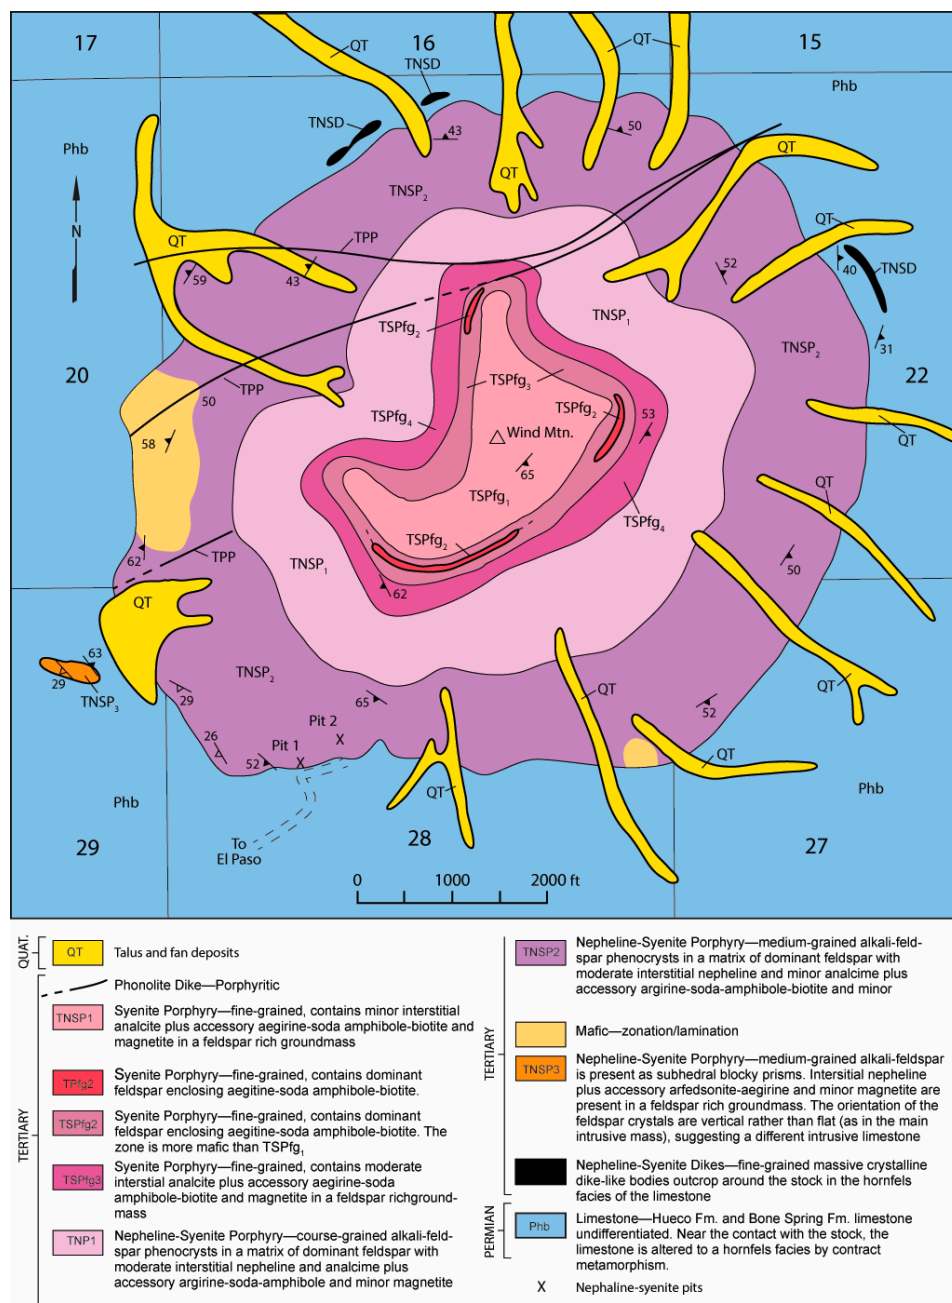 17
16
15
QT
QT
TNSD
TNSD
Phb
43
50
Phb
QT
QT
TNSP2
N
TPP
QT
QT
59
43
52
40
TNSD
TSPfg2
TNSP1
TNSP2
31
20
TSPfg3
22
TPP
50
TSPfg2
53
TSPfg4
58
Wind Mtn.
QT
65
TSPfg1
QT
TSPfg4
TSPfg2
TPP
TNSP1
62
50
QT
62
63
TNSP2
29
TNSP3
29
QT
QT
65
52
Pit 2
26
Pit 1
52
QT
Phb
QT
Phb
To
El Paso
28
29
27
0 1000 2000 ft
QUAT.
QT Talus and fan deposits
TERTIARY
Phonolite Dike—Porphyritic
TNSP1 Syenite Porphyry—fine-grained, contains minor interstitial
analcite plus accessory aegirine-soda amphibole-biotite and
magnetite in a feldspar rich groundmass
TPfg2 Syenite Porphyry—fine-grained, contains dominant
feldspar enclosing aegitine-soda amphibole-biotite.
TSPfg2 Syenite Porphyry—fine-grained, contains dominant
feldspar enclosing aegitine-soda amphibole-biotite. The
zone is more mafic than TSPfg1
TSPfg3 Syenite Porphyry—fine-grained, contains moderate
interstial analcite plus accessory aegirine-soda
amphibole-biotite and magnetite in a feldspar richground-
mass
TNP1 Nepheline-Syenite Porphyry—course-grained alkali-feld-
spar phenocrysts in a matrix of dominant feldspar with
moderate interstitial nepheline and analcime plus
accessory argirine-soda-amphibole and minor magnetite
TERTIARY
TNSP2 Nepheline-Syenite Porphyry—medium-grained alkali-feld-
spar phenocrysts in a matrix of dominant feldspar with
moderate interstitial nepheline and minor analcime plus
accessory argirine-soda-amphibole-biotite and minor
Mafic—zonation/lamination
TNSP3 Nepheline-Syenite Porphyry—medium-grained alkali-feldspar
is present as subhedral blocky prisms. Intersitial nepheline
plus accessory arfedsonite-aegirine and minor magnetite are
present in a feldspar rich groundmass. The orientation of the
feldspar crystals are vertical rather than flat (as in the main
intrusive mass), suggesting a different intrusive limestone
Nepheline-Syenite Dikes—fine-grained massive crystalline
dike-like bodies outcrop around the stock in the hornfels
facies of the limestone
PERMIAN
Phb Limestone—Hueco Fm. and Bone Spring Fm. limestone
undifferentiated. Near the contact with the stock, the
limestone is altered to a hornfels facies by contract
metamorphism.
X Nephaline-syenite pits